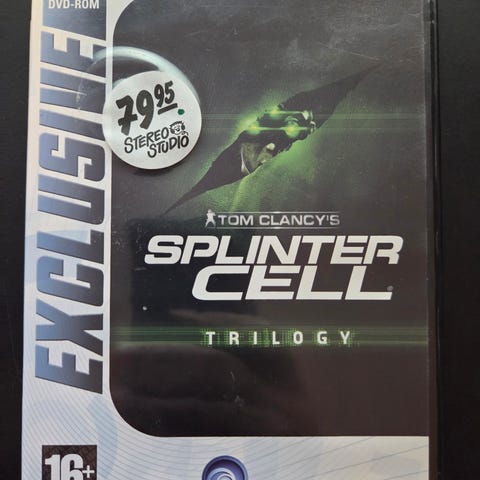 DVD-ROM
EXCLUSIVE
79.95
STEREO
STUDIO
TOM CLANCY'S
SPLINTER
CELL
TRILOGY
16+